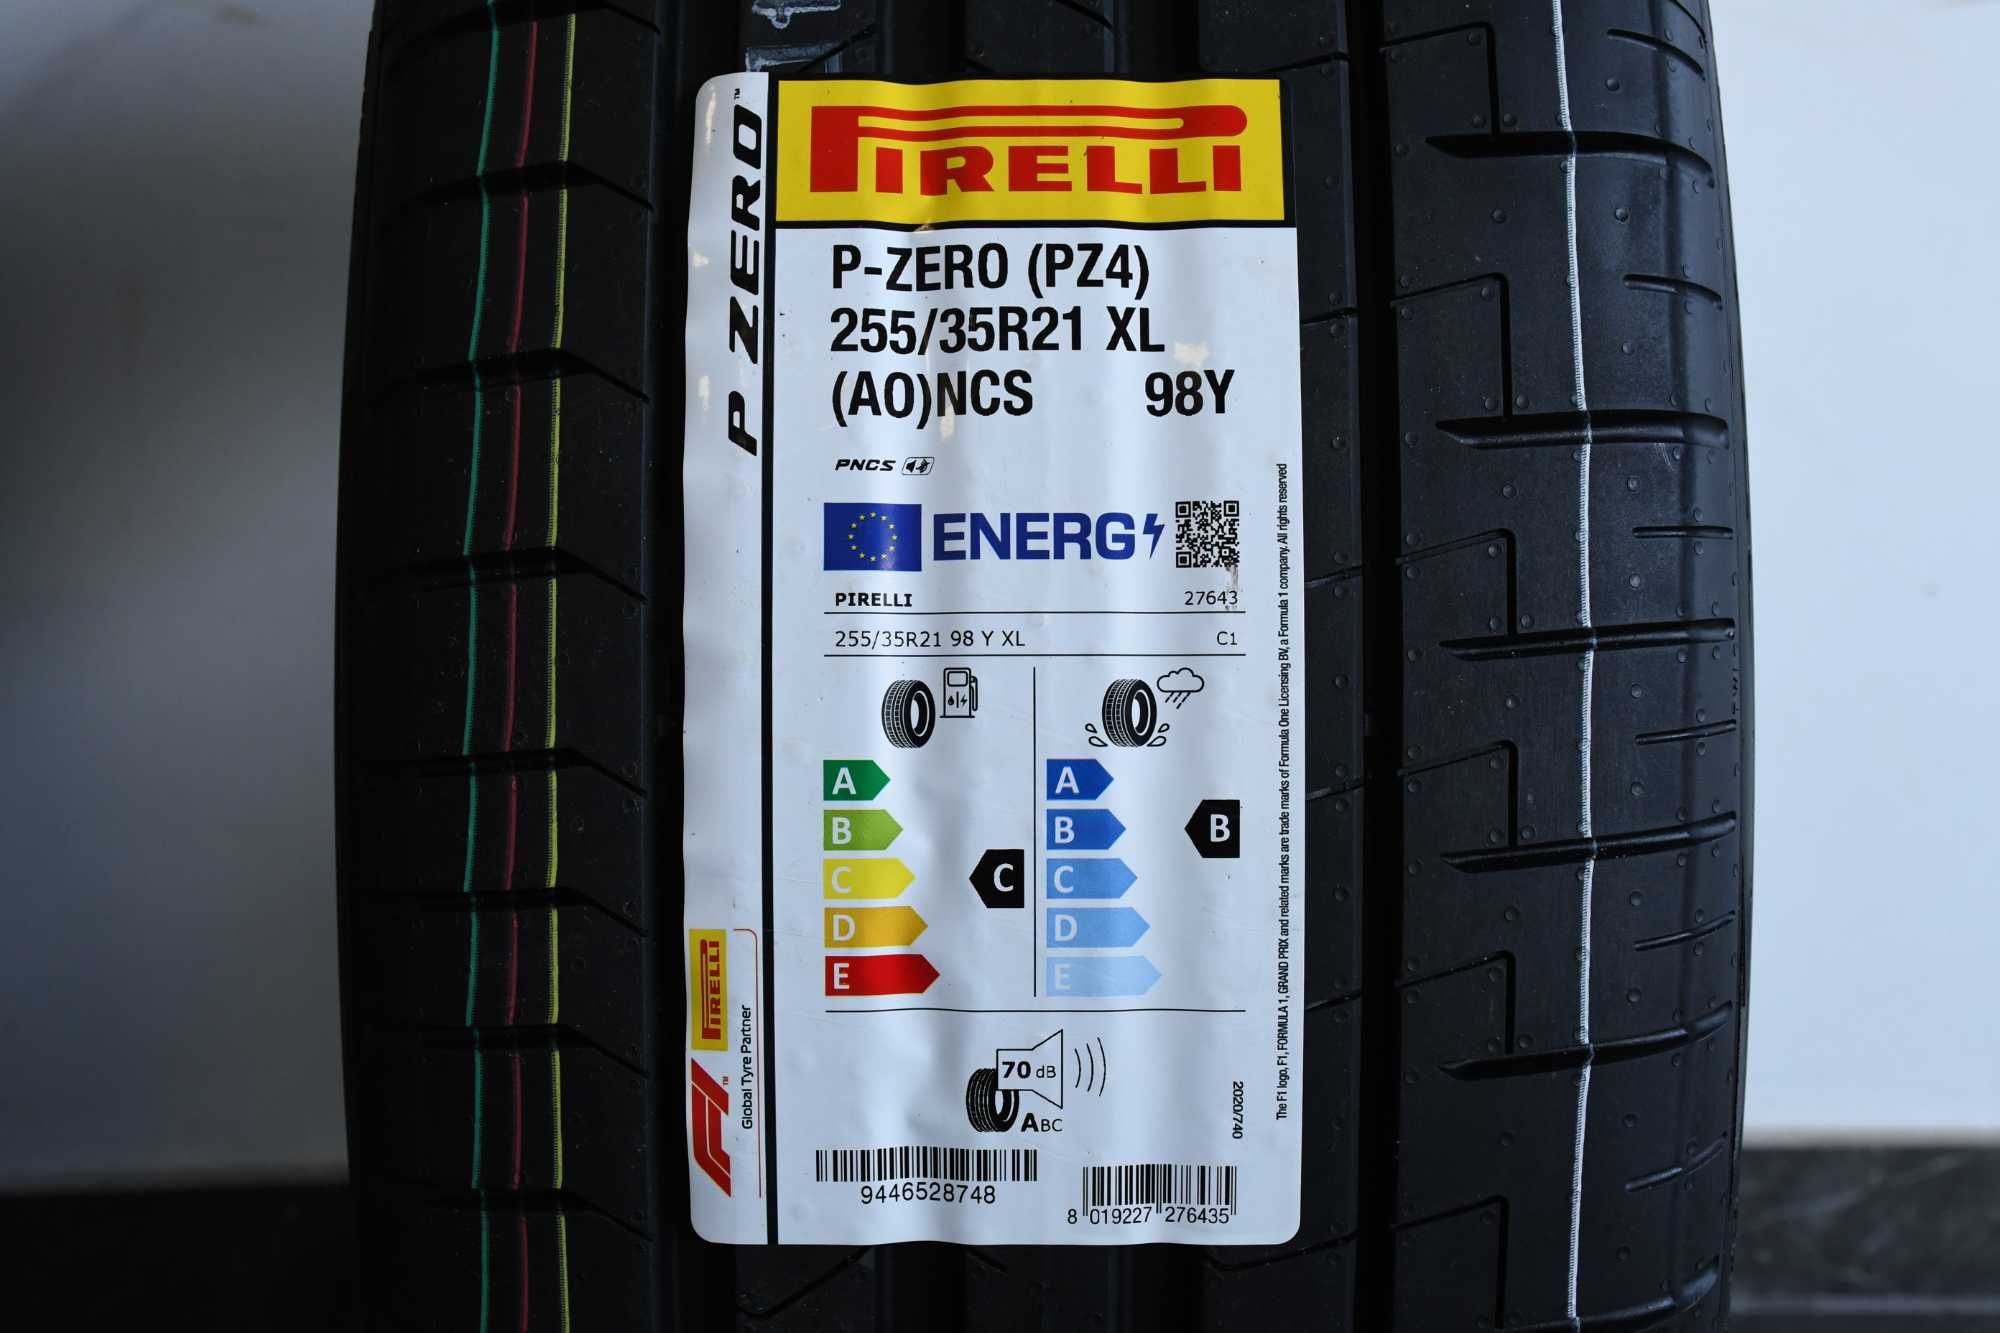 P ZERO™
PIRELLI
P-ZERO (PZ4)
255/35R21 XL
(AO)NCS 98Y
PNCS
ENERG
PIRELLI 27643
255/35R21 98 Y XL C1
A A
B B B
C C C
D D
E E
70 dB
ABC
2020/740
9446528748
8 019227 276435
The F1 logo, F1, FORMULA 1, GRAND PRIX and related marks are trade marks of Formula One Licensing BV, a Formula 1 company. All rights reserved
PIRELLI
F1™
Global Tyre Partner